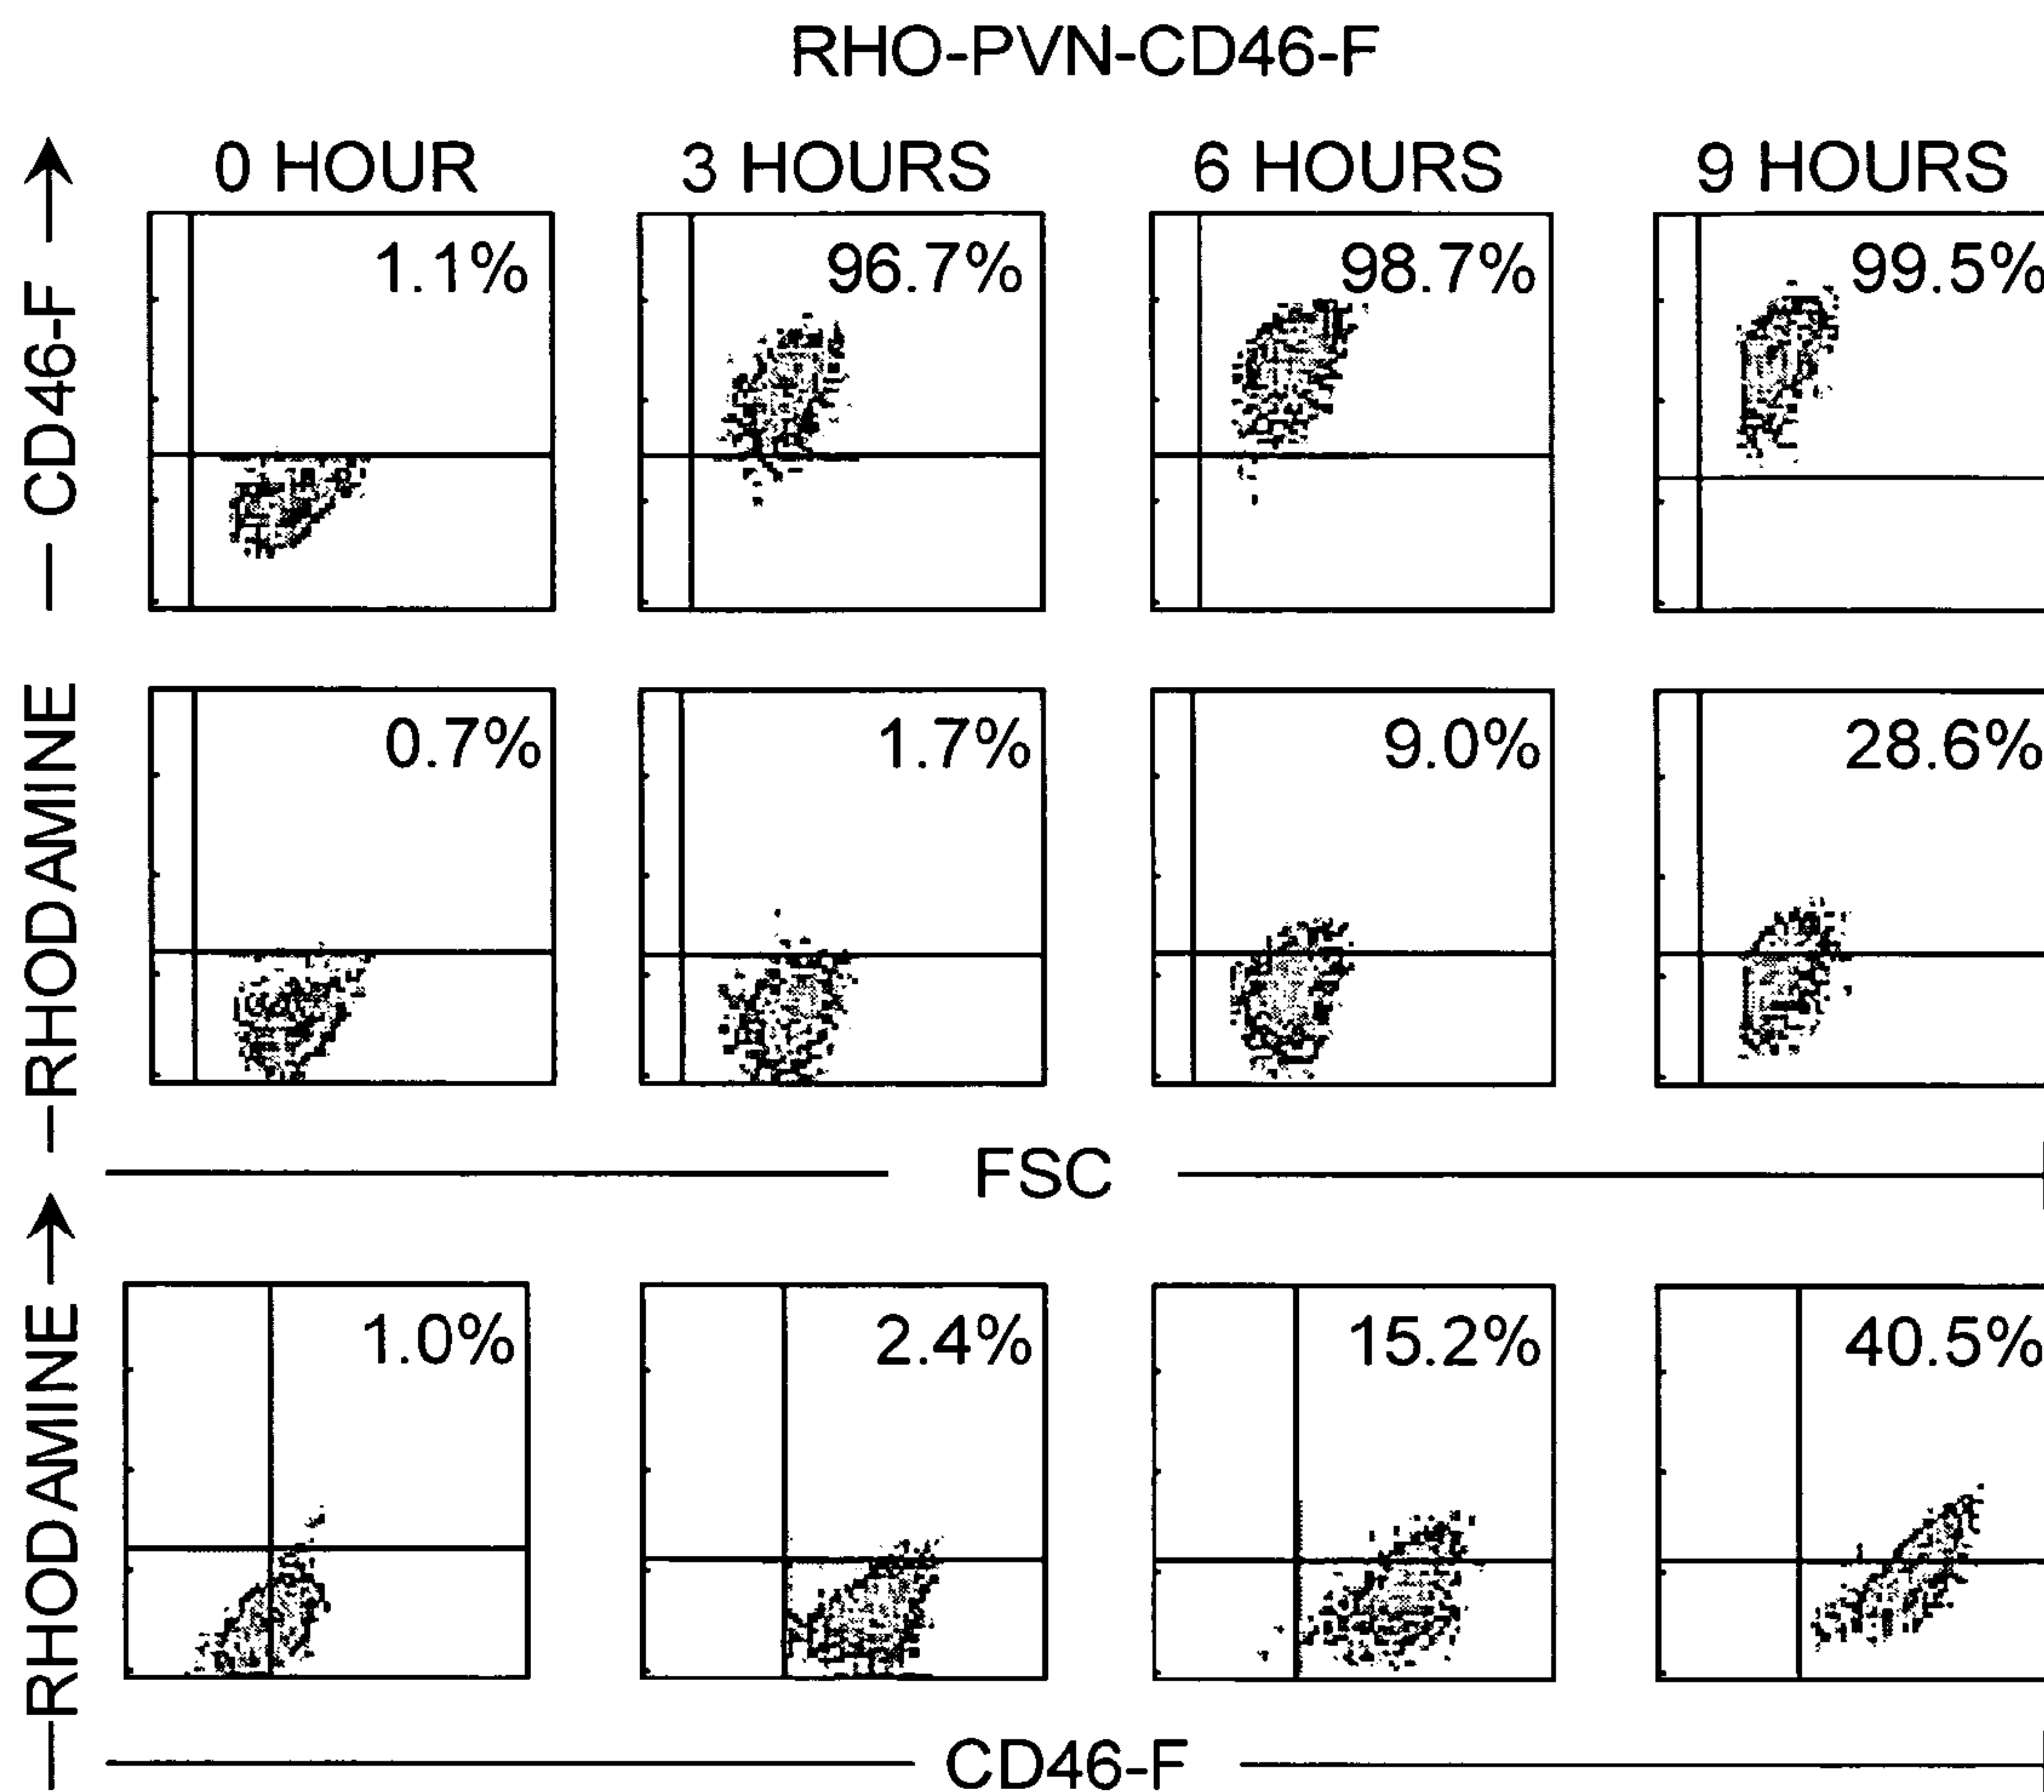 RHO-PVN-CD46-F
0 HOUR 3 HOURS 6 HOURS 9 HOURS
CD46-F
1.1% 96.7% 98.7% 99.5%
RHODAMINE
0.7% 1.7% 9.0% 28.6%
FSC
RHODAMINE
1.0% 2.4% 15.2% 40.5%
CD46-F